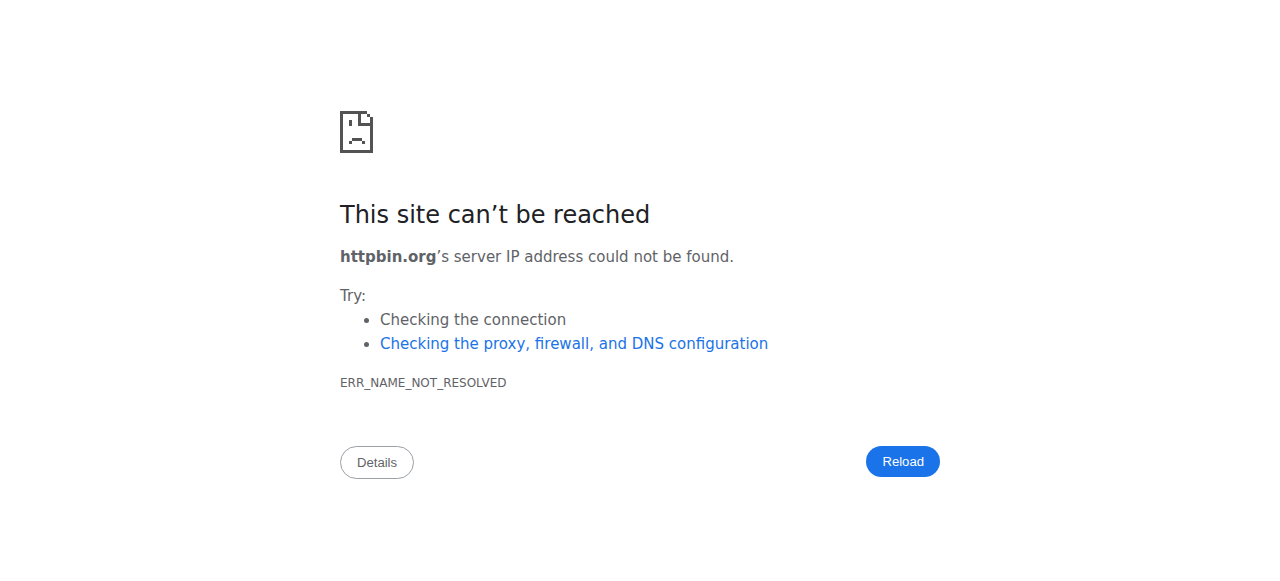 This site can’t be reached
httpbin.org’s server IP address could not be found.
Try:
Checking the connection
Checking the proxy, firewall, and DNS configuration
ERR_NAME_NOT_RESOLVED
Details
Reload